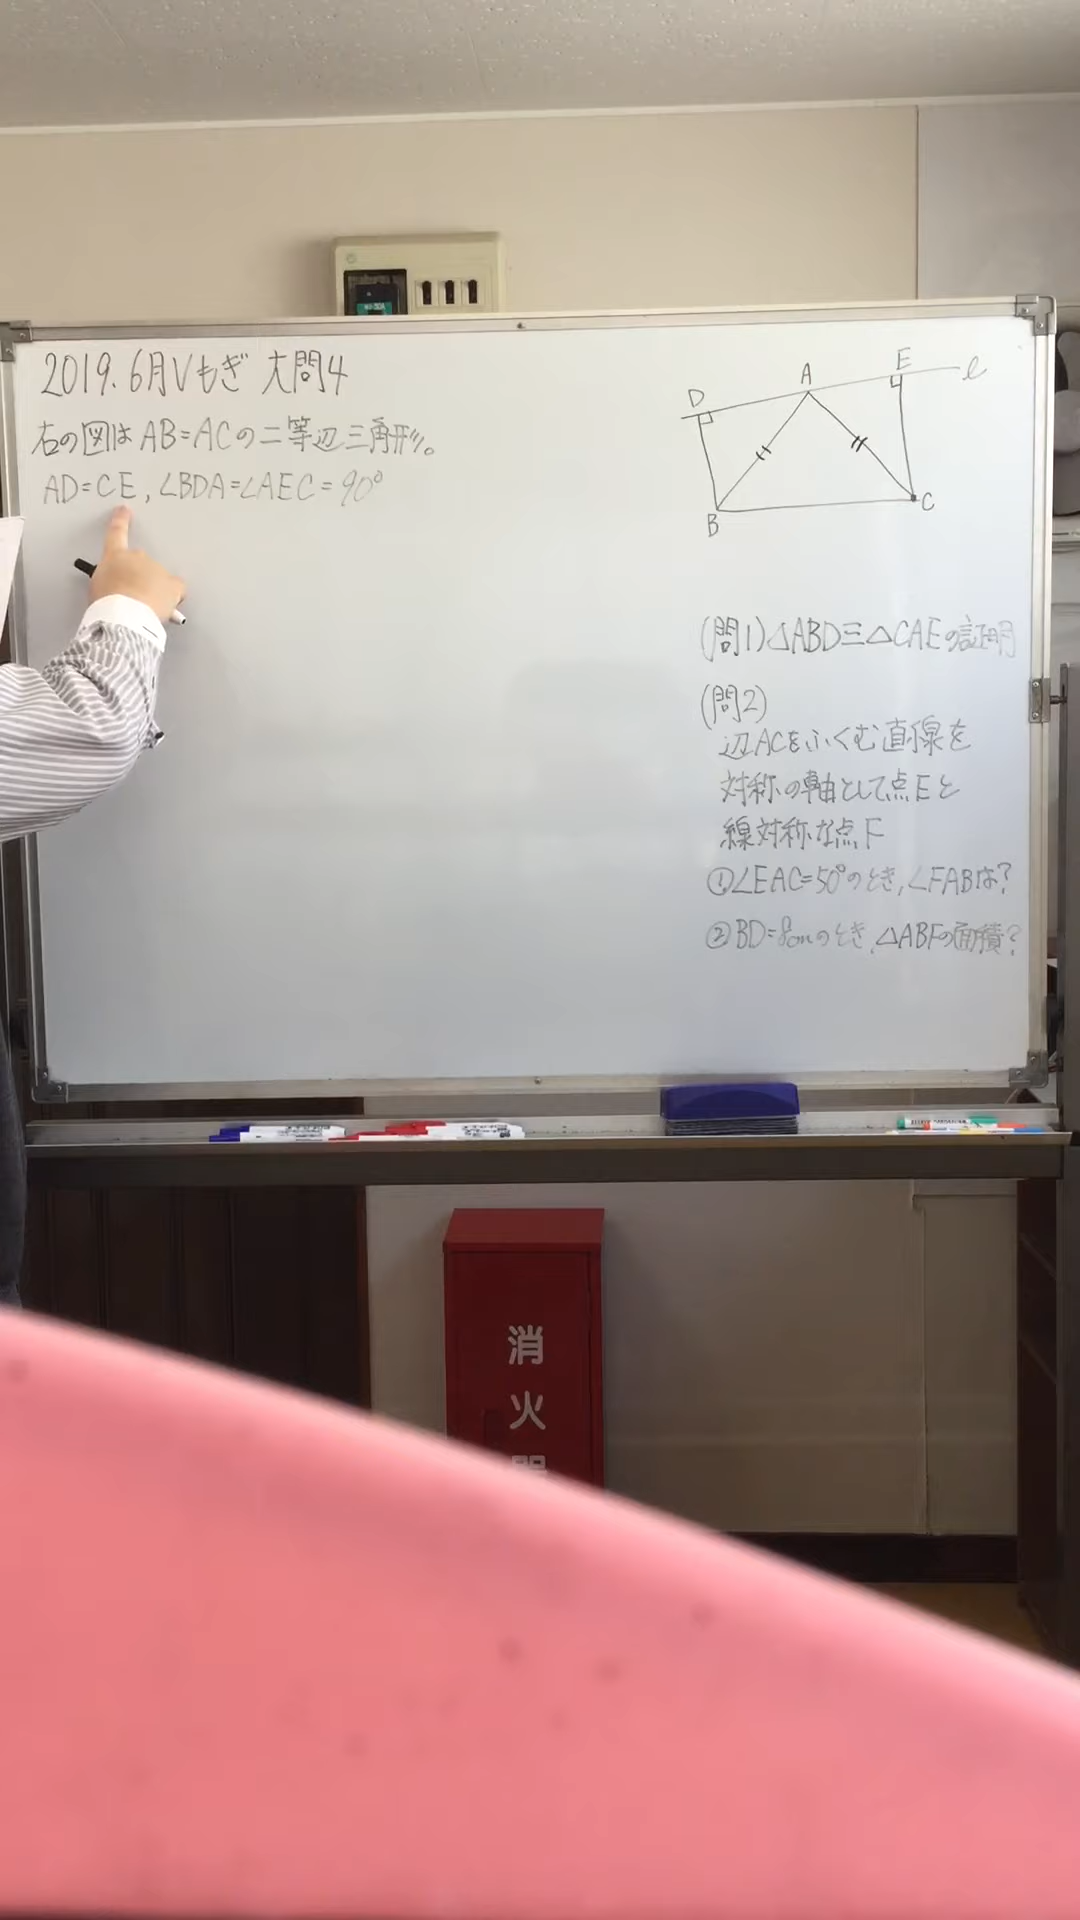 2019.6月Vもぎ 大問4
右の図は AB=ACの二等辺三角形。
AD=CE, ∠BDA=∠AEC=90°
D
A
E
ℓ
B
C
(問1)△ABD≡△CAEの証明
(問2)
辺ACをふくむ直線を
対称の軸として点Eと
線対称な点F
①∠EAC=50°のとき,∠FABは?
②BD=8cmのとき,△ABFの面積?
消
火